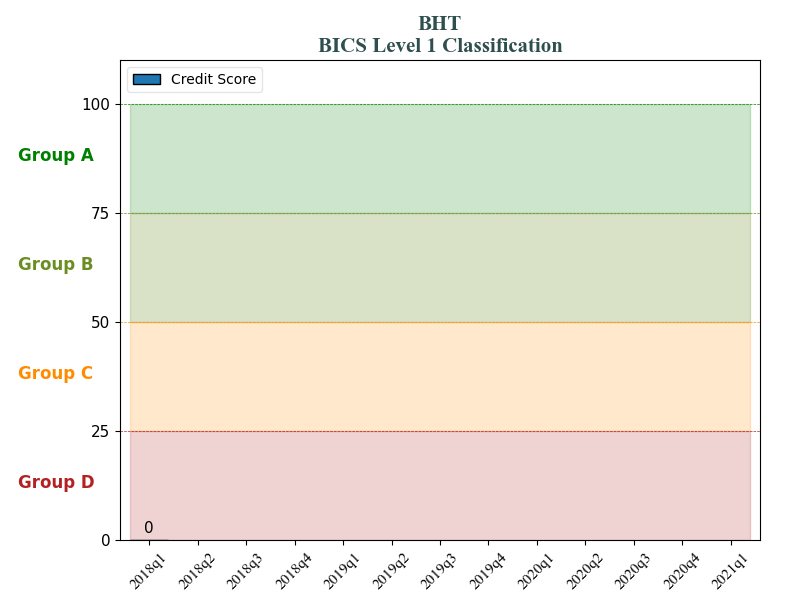 BHT
BICS Level 1 Classification
Credit Score
100
Group A
75
Group B
50
Group C
25
Group D
0
0
2018q1 2018q2 2018q3 2018q4 2019q1 2019q2 2019q3 2019q4 2020q1 2020q2 2020q3 2020q4 2021q1